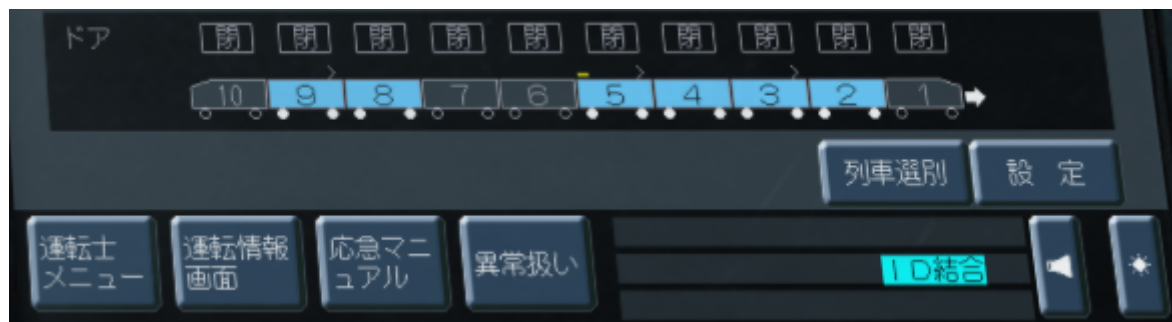 ドア 閉 閉 閉 閉 閉 閉 閉 閉 閉 閉
10 9 8 7 6 5 4 3 2 1
列車選別 設 定
運転士
メニュー
運転情報
画面
応急マニ
ュアル
異常扱い
ID結合